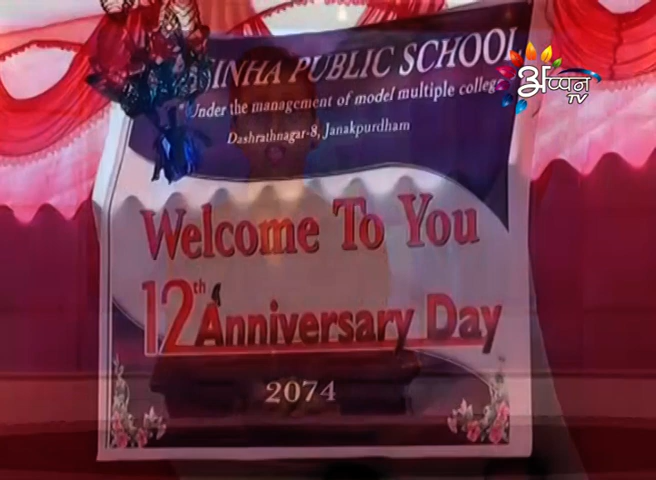 INHA PUBLIC SCHOOL
"Under the management of model multiple colleg
Dashrathnagar-8, Janakpurdham
Welcome To You
12th Anniversary Day
2074
अप्पन
TV